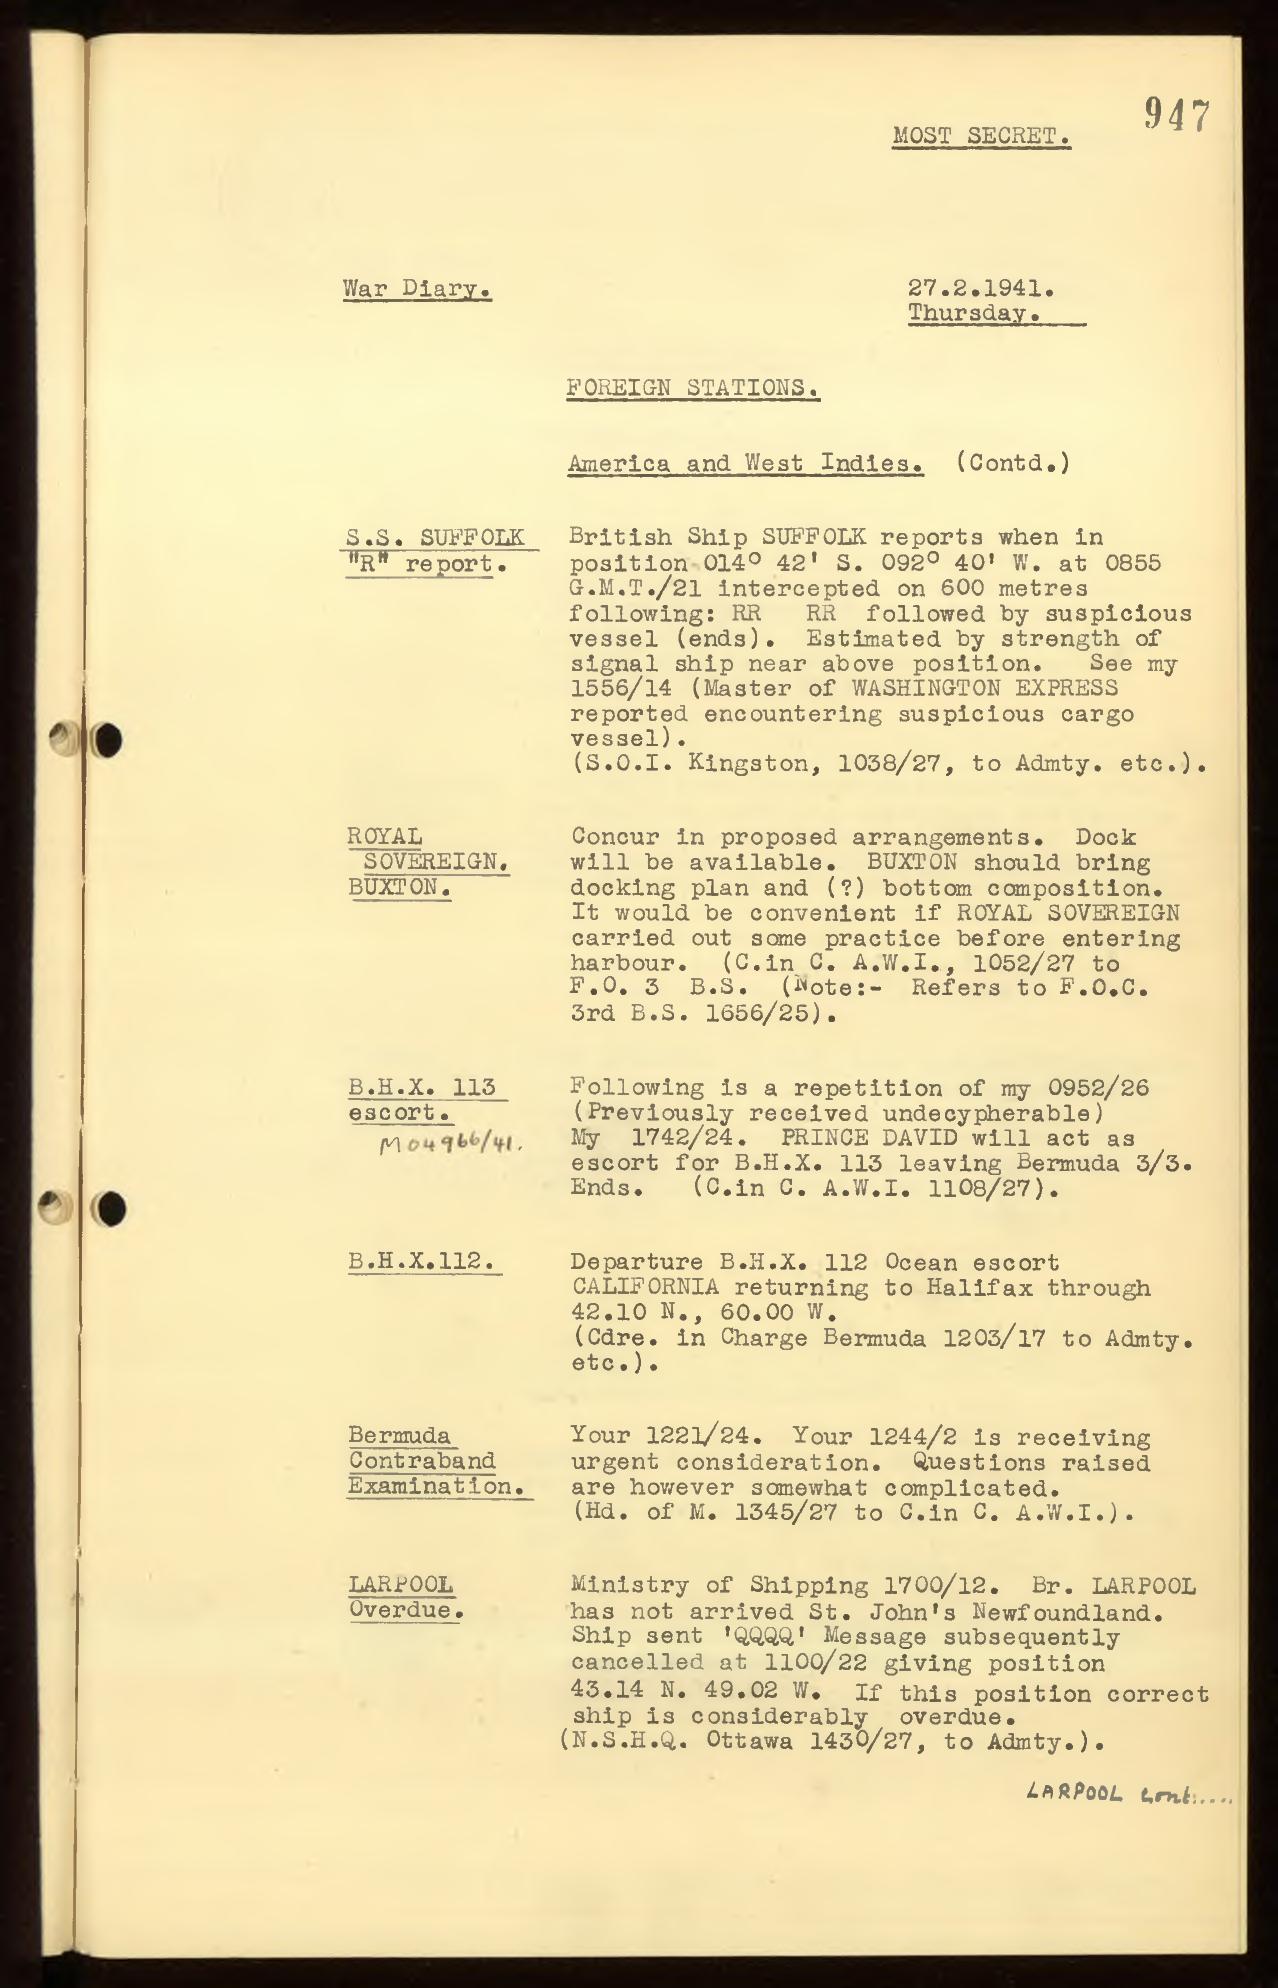 947
MOST SECRET.
War Diary.
27.2.1941.
Thursday.
FOREIGN STATIONS.
America and West Indies. (Contd.)
S.S. SUFFOLK
"R" report.
British Ship SUFFOLK reports when in
position 014° 42' S. 092° 40' W. at 0855
G.M.T./21 intercepted on 600 metres
following: RR RR followed by suspicious
vessel (ends). Estimated by strength of
signal ship near above position. See my
1556/14 (Master of WASHINGTON EXPRESS
reported encountering suspicious cargo
vessel).
(S.O.I. Kingston, 1038/27, to Admty. etc.).
ROYAL
SOVEREIGN.
BUXTON.
Concur in proposed arrangements. Dock
will be available. BUXTON should bring
docking plan and (?) bottom composition.
It would be convenient if ROYAL SOVEREIGN
carried out some practice before entering
harbour. (C.in C. A.W.I., 1052/27 to
F.O. 3 B.S. (Note:- Refers to F.O.C.
3rd B.S. 1656/25).
B.H.X. 113
escort.
M04966/41.
Following is a repetition of my 0952/26
(Previously received undecypherable)
My 1742/24. PRINCE DAVID will act as
escort for B.H.X. 113 leaving Bermuda 3/3.
Ends. (C.in C. A.W.I. 1108/27).
B.H.X.112.
Departure B.H.X. 112 Ocean escort
CALIFORNIA returning to Halifax through
42.10 N., 60.00 W.
(Cdre. in Charge Bermuda 1203/17 to Admty.
etc.).
Bermuda
Contraband
Examination.
Your 1221/24. Your 1244/2 is receiving
urgent consideration. Questions raised
are however somewhat complicated.
(Hd. of M. 1345/27 to C.in C. A.W.I.).
LARPOOL
Overdue.
Ministry of Shipping 1700/12. Br. LARPOOL
has not arrived St. John's Newfoundland.
Ship sent 'QQQQ' Message subsequently
cancelled at 1100/22 giving position
43.14 N. 49.02 W. If this position correct
ship is considerably overdue.
(N.S.H.Q. Ottawa 1430/27, to Admty.).
LARPOOL Cont.....